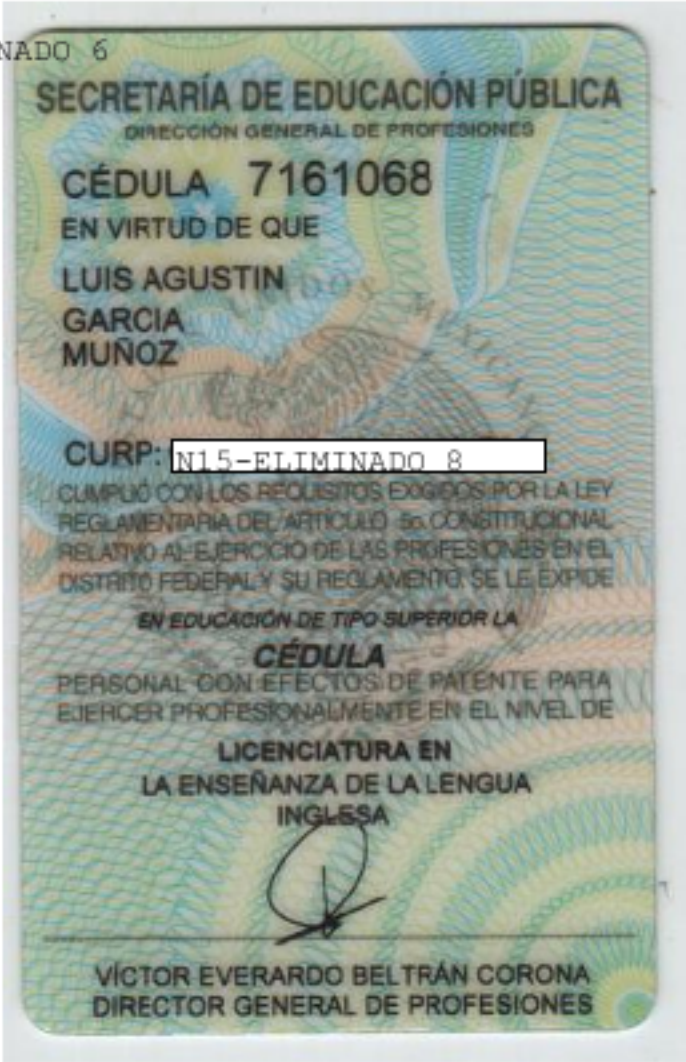 NADO 6
SECRETARÍA DE EDUCACIÓN PÚBLICA
DIRECCIÓN GENERAL DE PROFESIONES
CÉDULA 7161068
EN VIRTUD DE QUE
LUIS AGUSTIN
GARCIA
MUÑOZ
UNIDOS MEXICAN
CURP: N15-ELIMINADO 8
CUMPLIÓ CON LOS REQUISITOS EXIGIDOS POR LA LEY
REGLAMENTARIA DEL ARTICULO 5o. CONSTITUCIONAL
RELATIVO AL EJERCICIO DE LAS PROFESIONES EN EL
DISTRITO FEDERAL Y SU REGLAMENTO, SE LE EXPIDE
EN EDUCACIÓN DE TIPO SUPERIOR LA
CÉDULA
PERSONAL CON EFECTOS DE PATENTE PARA
EJERCER PROFESIONALMENTE EN EL NIVEL DE
LICENCIATURA EN
LA ENSEÑANZA DE LA LENGUA
INGLESA
VÍCTOR EVERARDO BELTRÁN CORONA
DIRECTOR GENERAL DE PROFESIONES